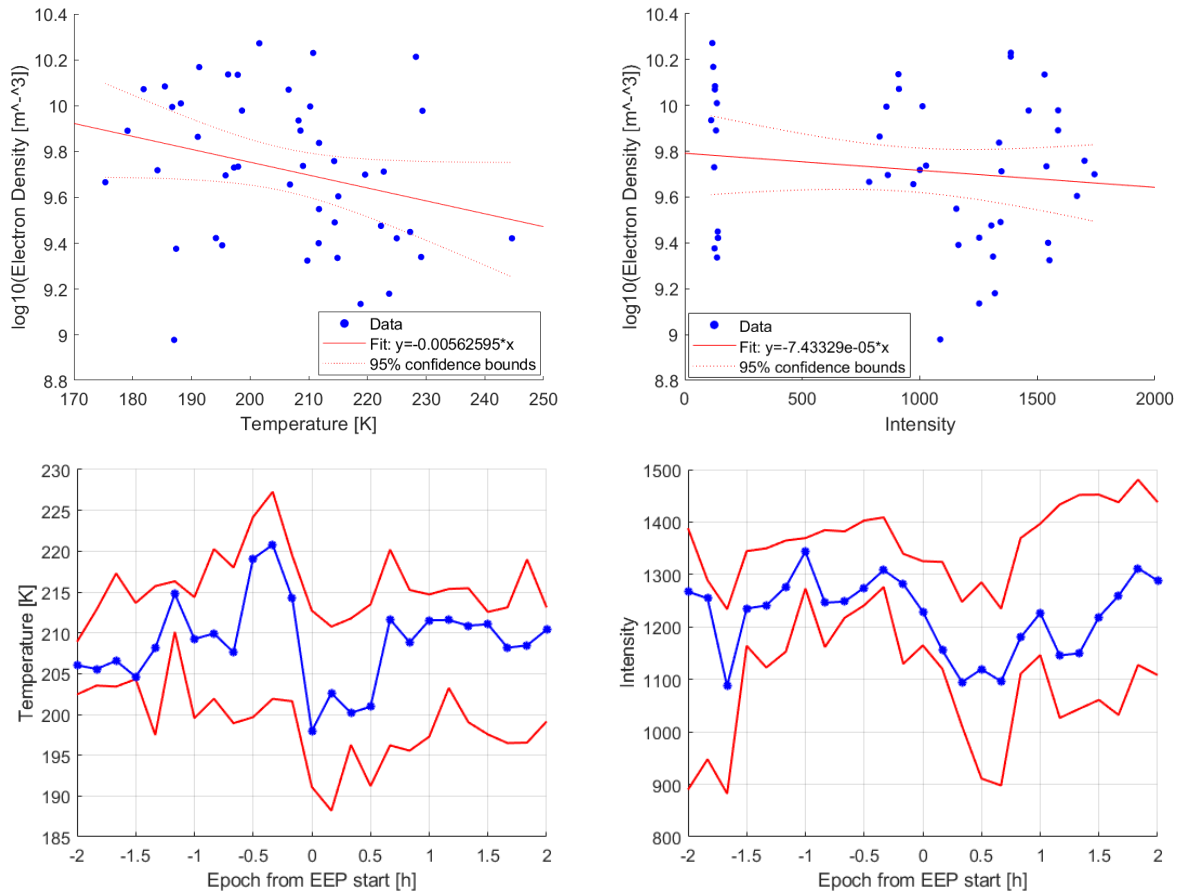 10.4
10.2
10
9.8
9.6
9.4
9.2
9
8.8
log10(Electron Density [m^-^3])
Data
Fit: y=-0.00562595*x
95% confidence bounds
170 180 190 200 210 220 230 240 250
Temperature [K]
10.4
10.2
10
9.8
9.6
9.4
9.2
9
8.8
log10(Electron Density [m^-^3])
Data
Fit: y=-7.43329e-05*x
95% confidence bounds
0 500 1000 1500 2000
Intensity
230
225
220
215
210
205
200
195
190
185
Temperature [K]
-2 -1.5 -1 -0.5 0 0.5 1 1.5 2
Epoch from EEP start [h]
1500
1400
1300
1200
1100
1000
900
800
Intensity
-2 -1.5 -1 -0.5 0 0.5 1 1.5 2
Epoch from EEP start [h]